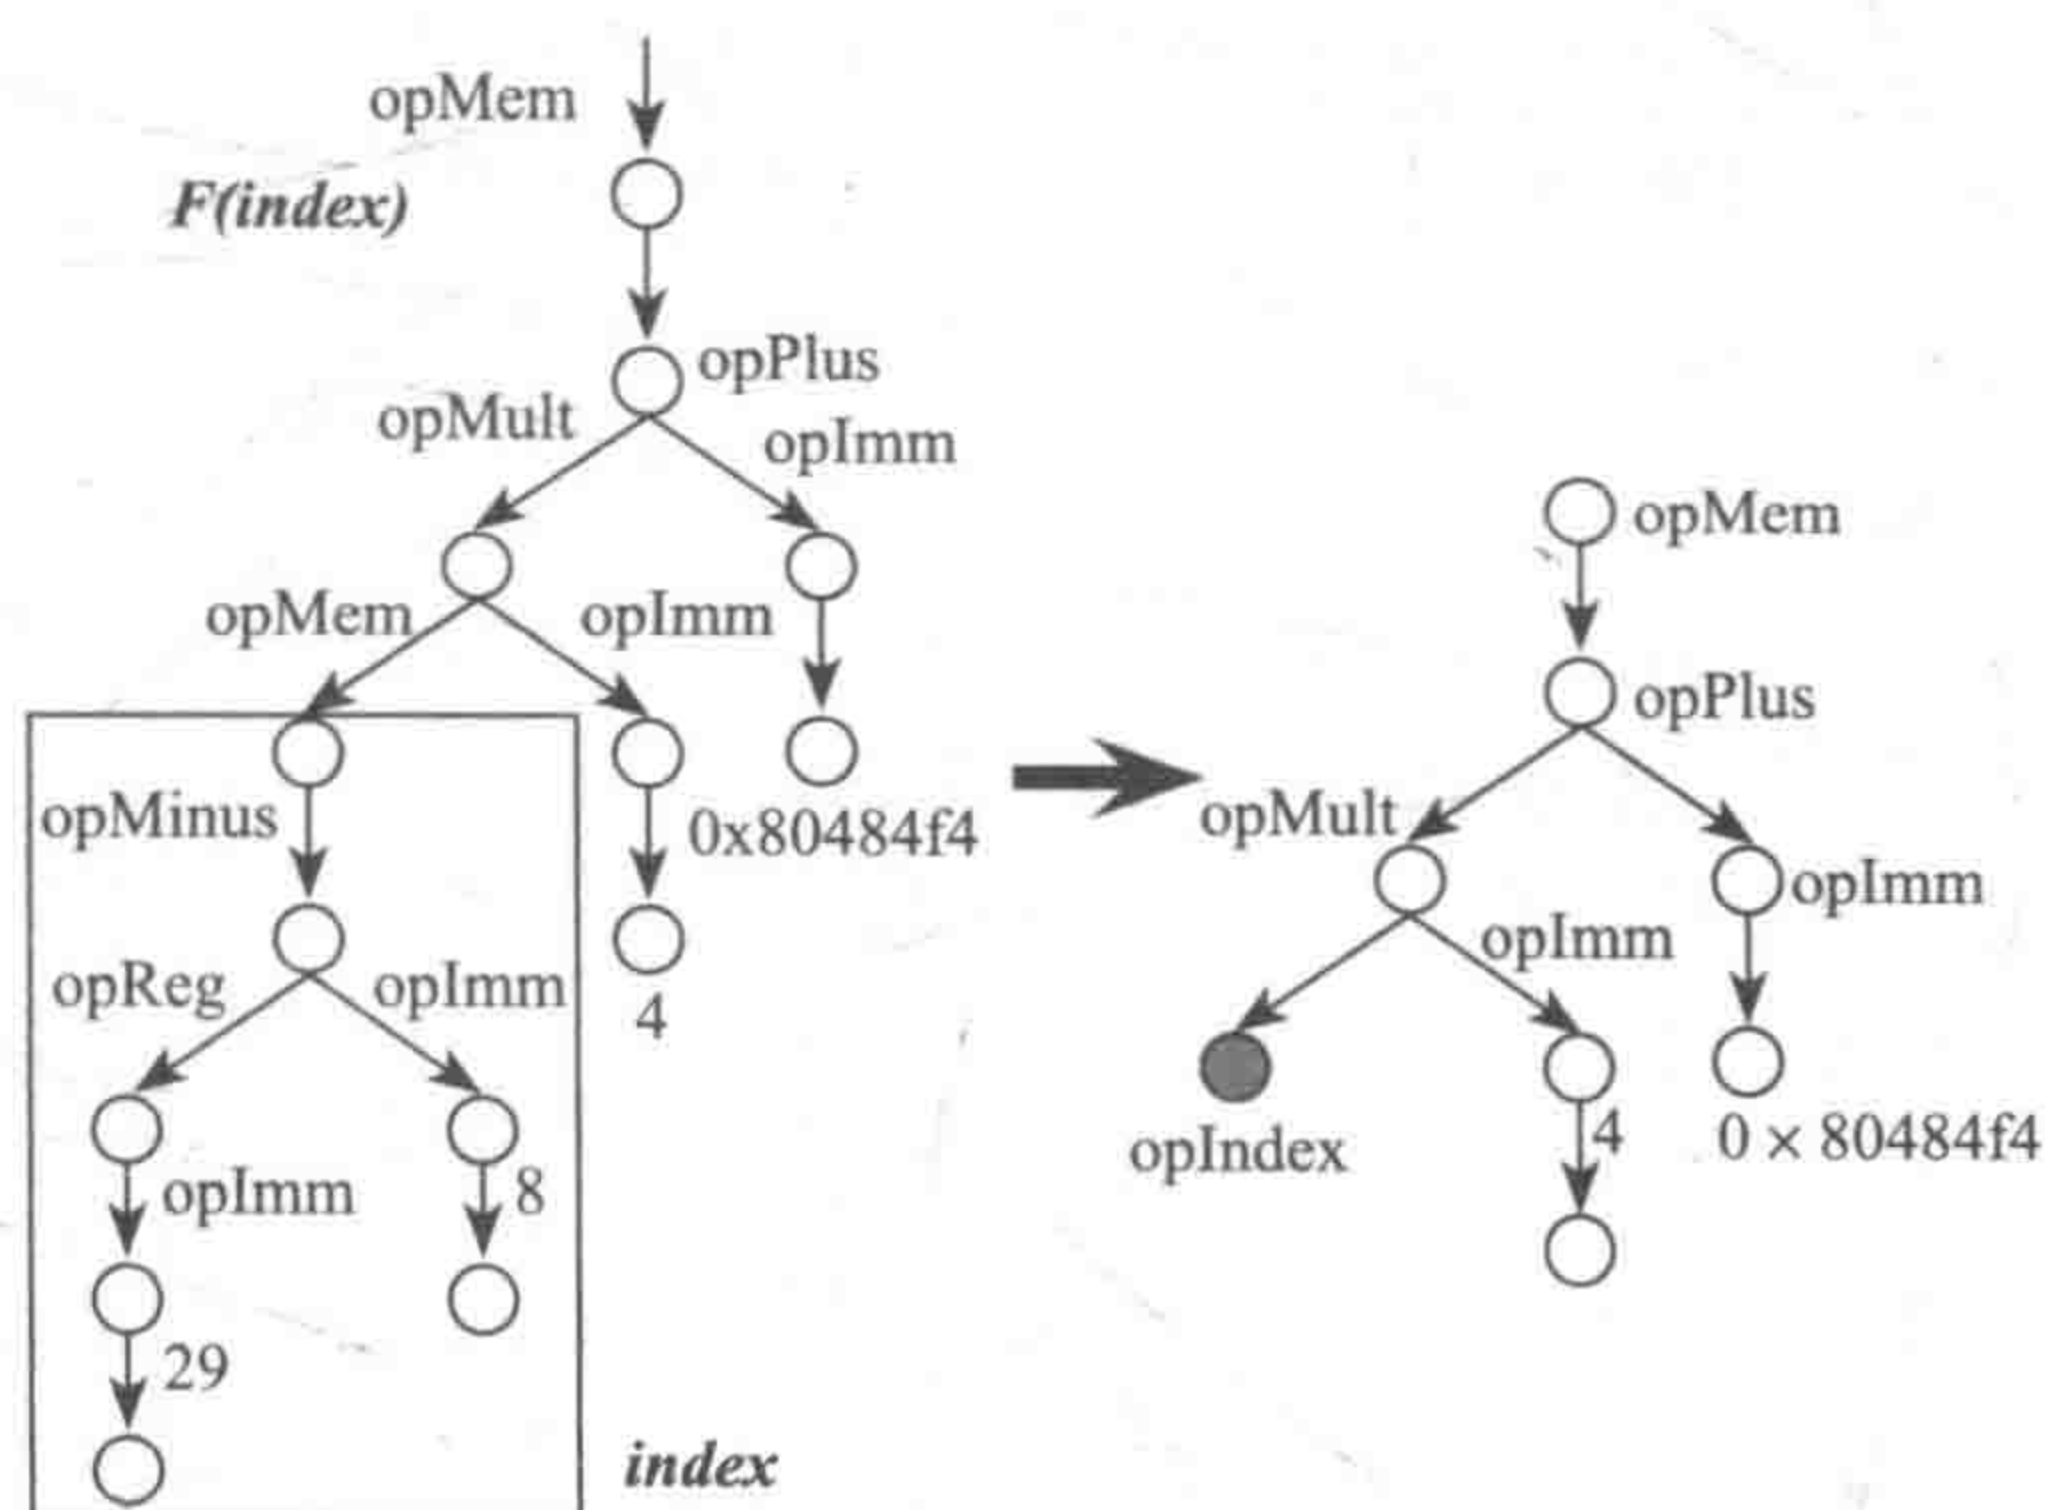 opMem
F(index)
opPlus
opMult
opImm
opMem
opImm
opMinus
0x80484f4
opReg
opImm
4
opImm
8
29
index
opMem
opPlus
opMult
opImm
opImm
opIndex
4
0 × 80484f4